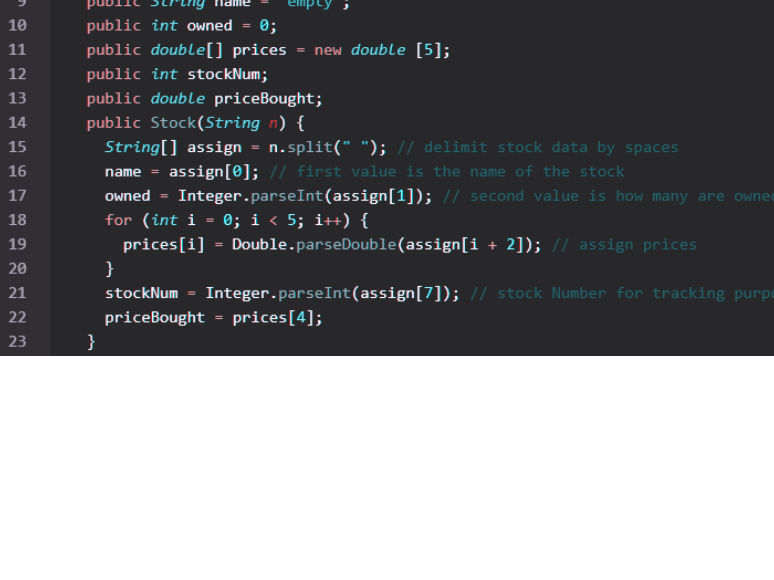 9 public String name = "empty";
10 public int owned = 0;
11 public double[] prices = new double [5];
12 public int stockNum;
13 public double priceBought;
14 public Stock(String n) {
15 String[] assign = n.split(" "); // delimit stock data by spaces
16 name = assign[0]; // first value is the name of the stock
17 owned = Integer.parseInt(assign[1]); // second value is how many are owne
18 for (int i = 0; i < 5; i++) {
19 prices[i] = Double.parseDouble(assign[i + 2]); // assign prices
20 }
21 stockNum = Integer.parseInt(assign[7]); // stock Number for tracking purp
22 priceBought = prices[4];
23 }